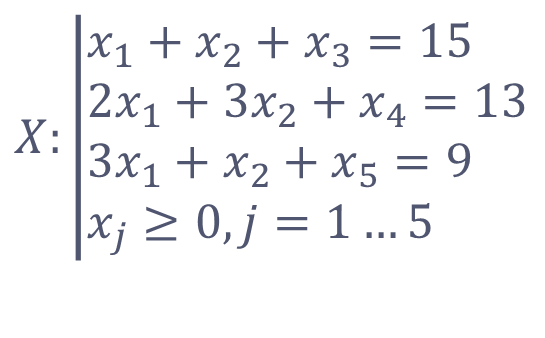 x₁ + x₂ + x₃ = 15
2x₁ + 3x₂ + x₄ = 13
X:
3x₁ + x₂ + x₅ = 9
xⱼ ≥ 0, j = 1 … 5